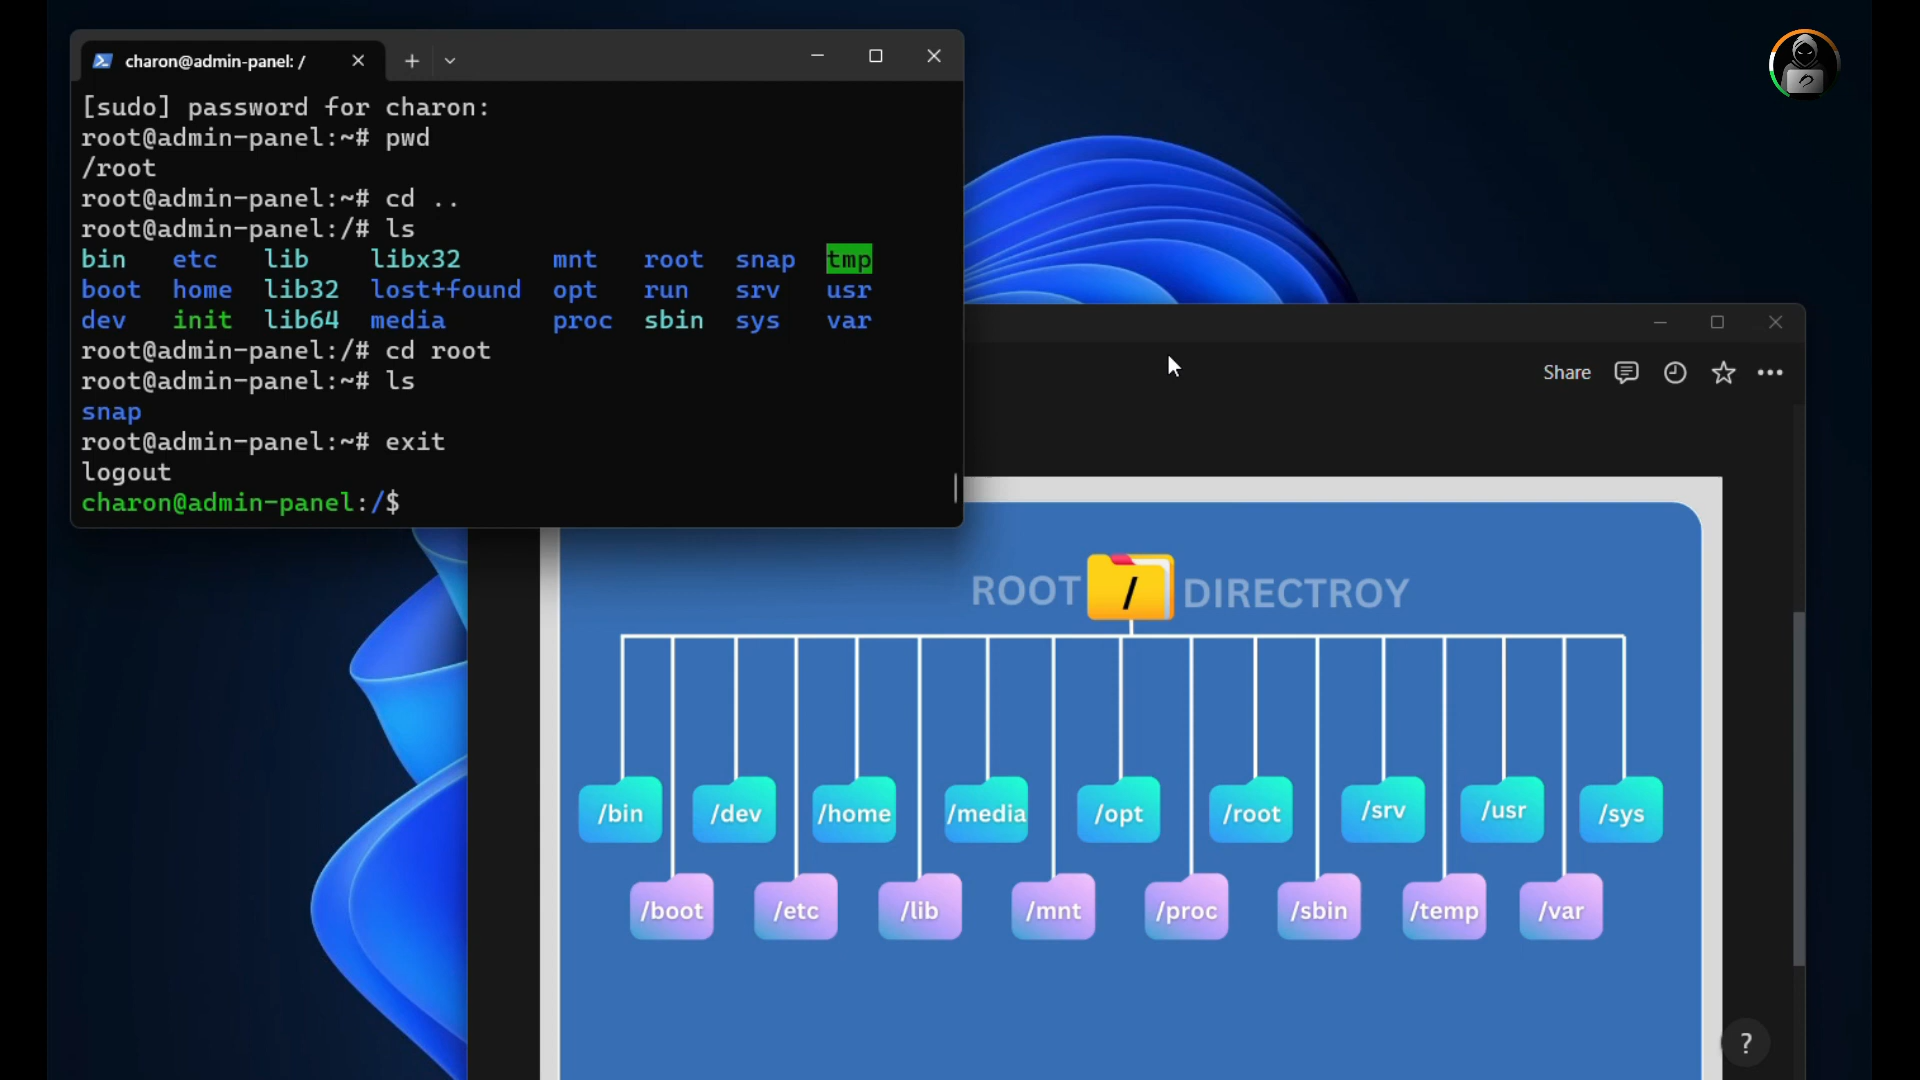 charon@admin-panel: /
[sudo] password for charon:
root@admin-panel:~# pwd
/root
root@admin-panel:~# cd ..
root@admin-panel:/# ls
bin etc lib libx32 mnt root snap tmp
boot home lib32 lost+found opt run srv usr
dev init lib64 media proc sbin sys var
root@admin-panel:/# cd root
root@admin-panel:~# ls
snap
root@admin-panel:~# exit
logout
charon@admin-panel:/$
Share
ROOT / DIRECTROY
/bin /dev /home /media /opt /root /srv /usr /sys
/boot /etc /lib /mnt /proc /sbin /temp /var
?